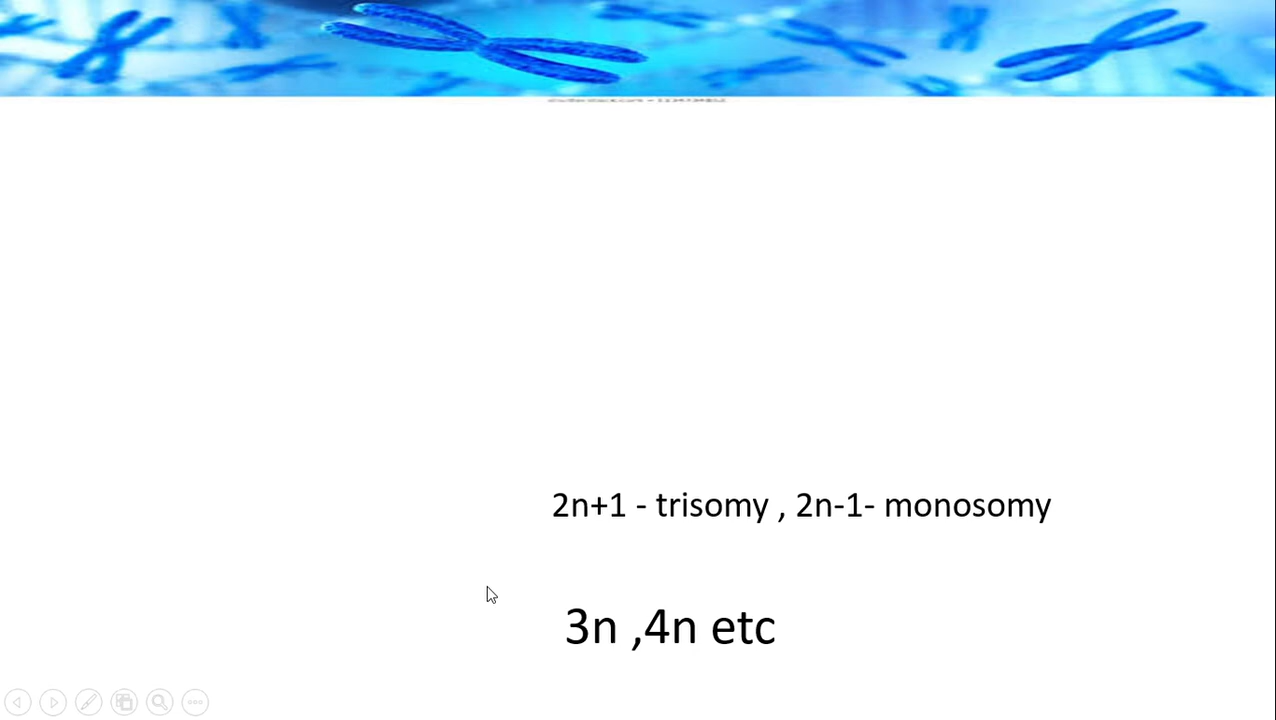 2n+1 - trisomy , 2n-1- monosomy
3n ,4n etc